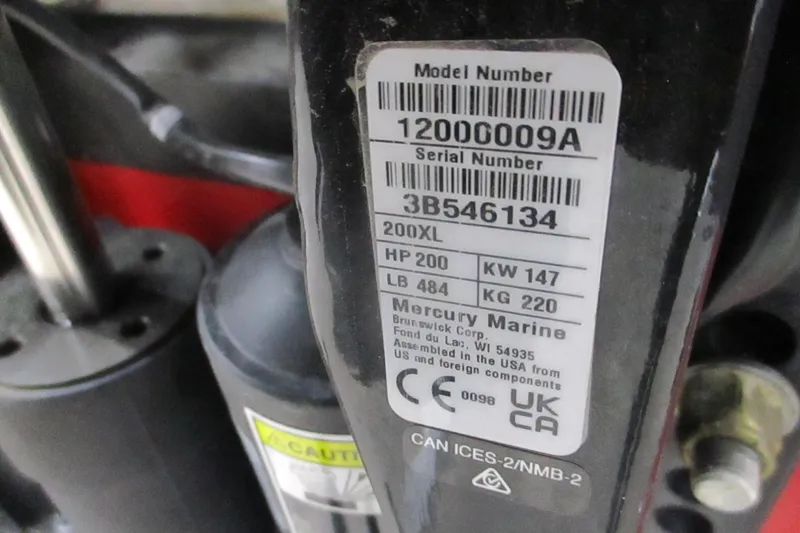 Model Number
12000009A
Serial Number
3B546134
200XL
HP 200 KW 147
LB 484 KG 220
Mercury Marine
Brunswick Corp.
Fond du Lac, WI 54935
Assembled in the USA from
US and foreign components
CE 0098 UK
CA
CAN ICES-2/NMB-2
CAUTI